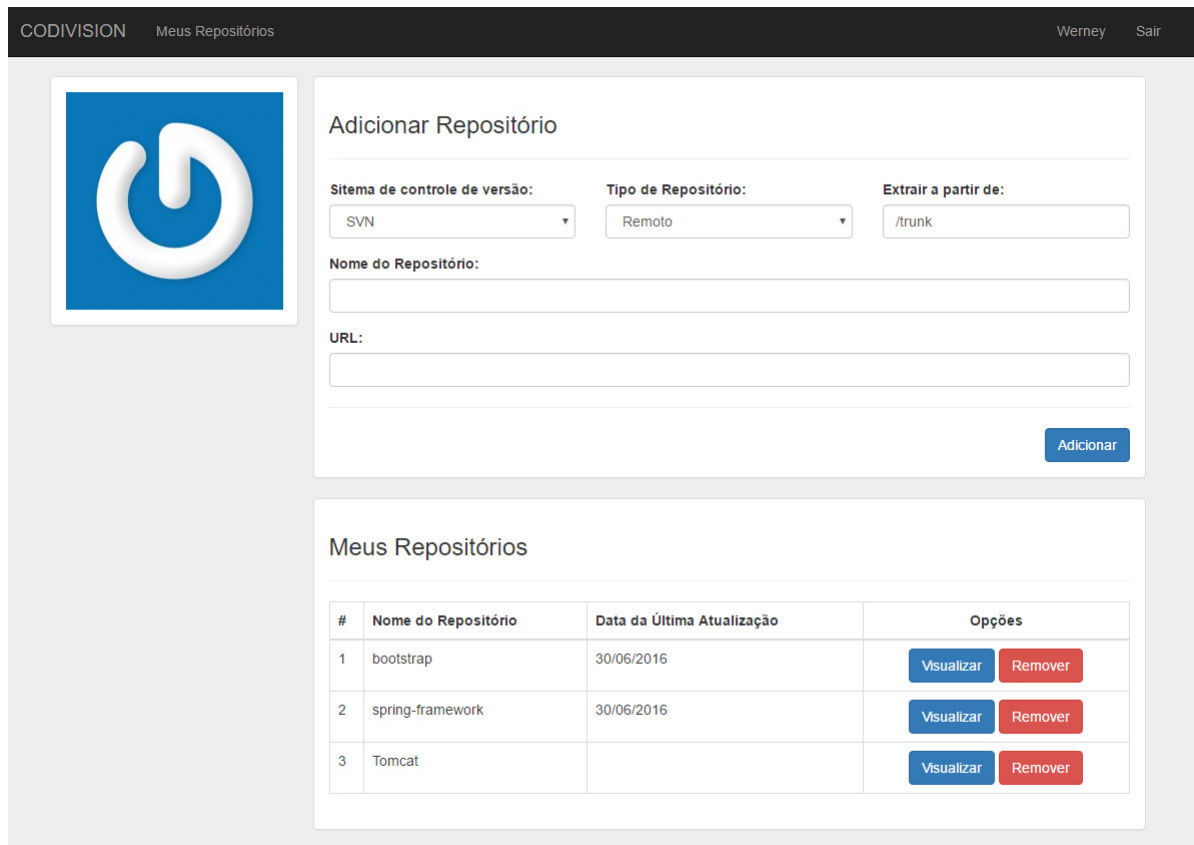 CODIVISION Meus Repositórios Werney Sair
Adicionar Repositório
Sitema de controle de versão: Tipo de Repositório: Extrair a partir de:
SVN Remoto /trunk
Nome do Repositório:
URL:
Adicionar
Meus Repositórios
# Nome do Repositório Data da Última Atualização Opções
1 bootstrap 30/06/2016 Visualizar Remover
2 spring-framework 30/06/2016 Visualizar Remover
3 Tomcat Visualizar Remover